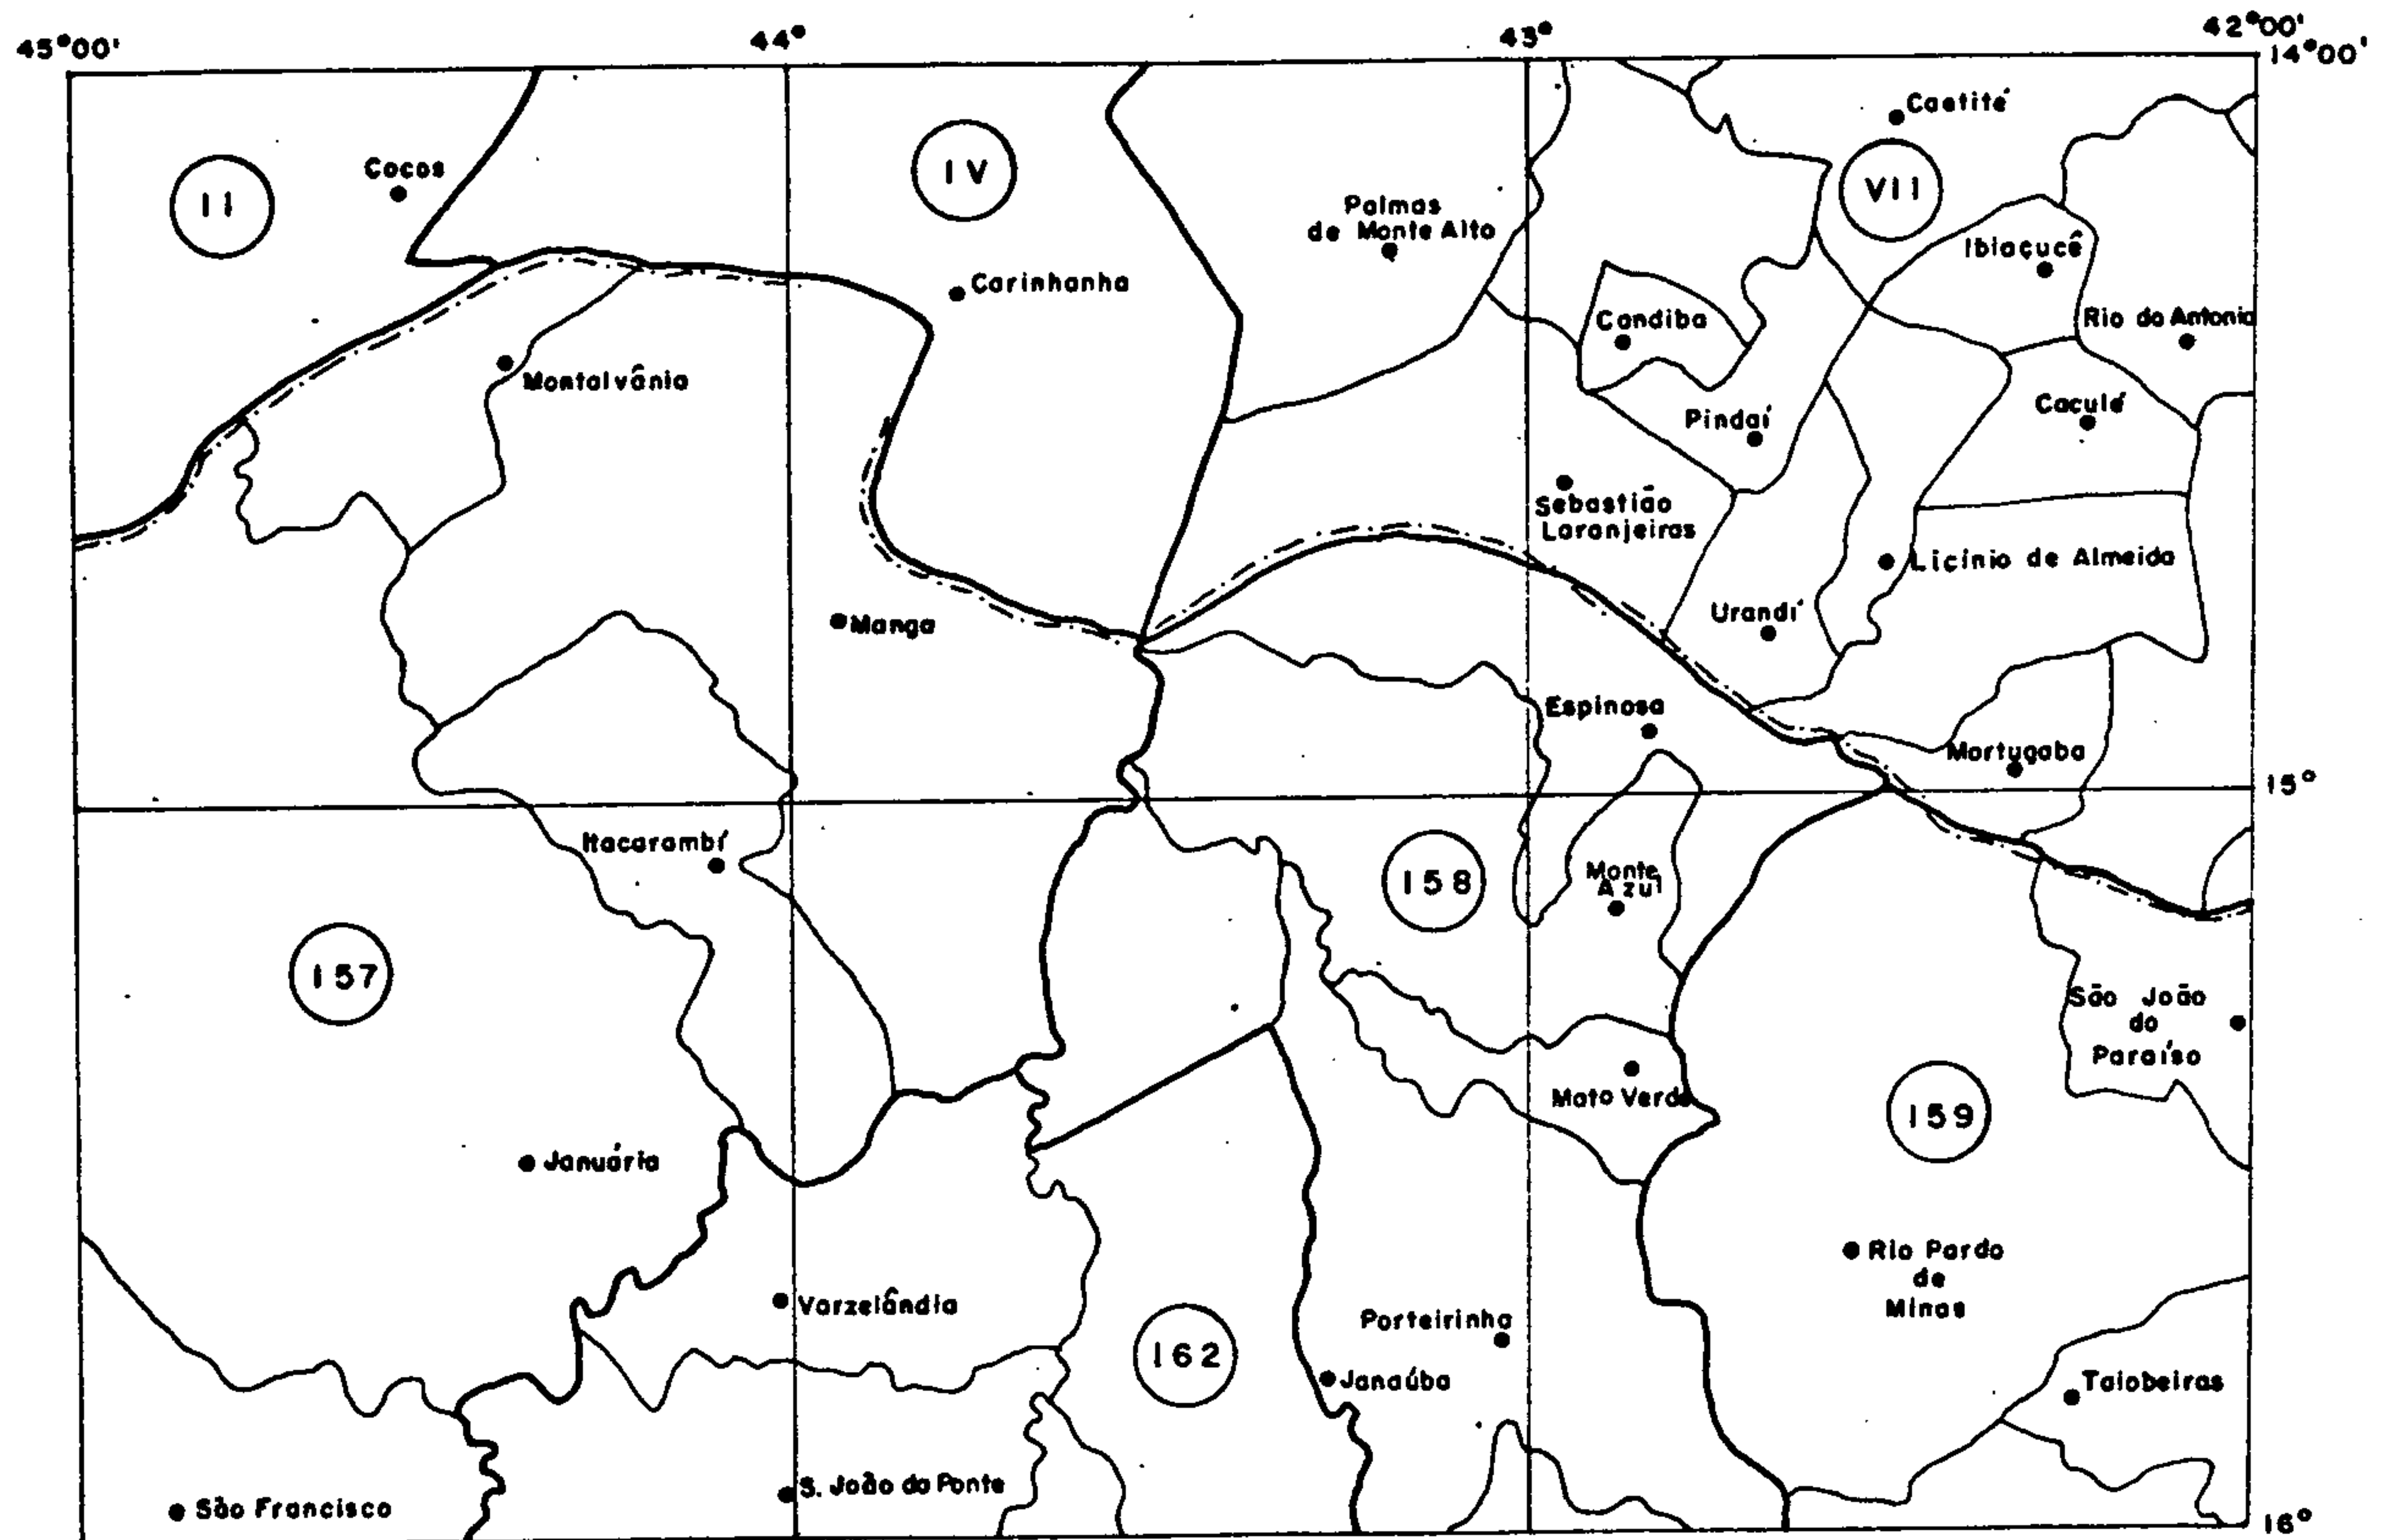 45°00'
44°
43°
42°00'
14°00'
Caetité
II
Cocos
IV
VII
Palmas
de Monte Alto
Ibiaçucê
Carinhanha
Candiba
Rio do Antonio
Montalvânia
Pindaí
Caculé
Sebastião
Laranjeiras
Licínio de Almeida
Manga
Urandí
Espinosa
Mortugaba
15°
Itacarambí
158
Monte
Azul
157
São João
do
Paraíso
Mato Verde
159
Januária
Rio Pardo
de
Minas
Varzelândia
Porteirinha
162
Janaúba
Taiobeiras
S. João da Ponte
São Francisco
16°